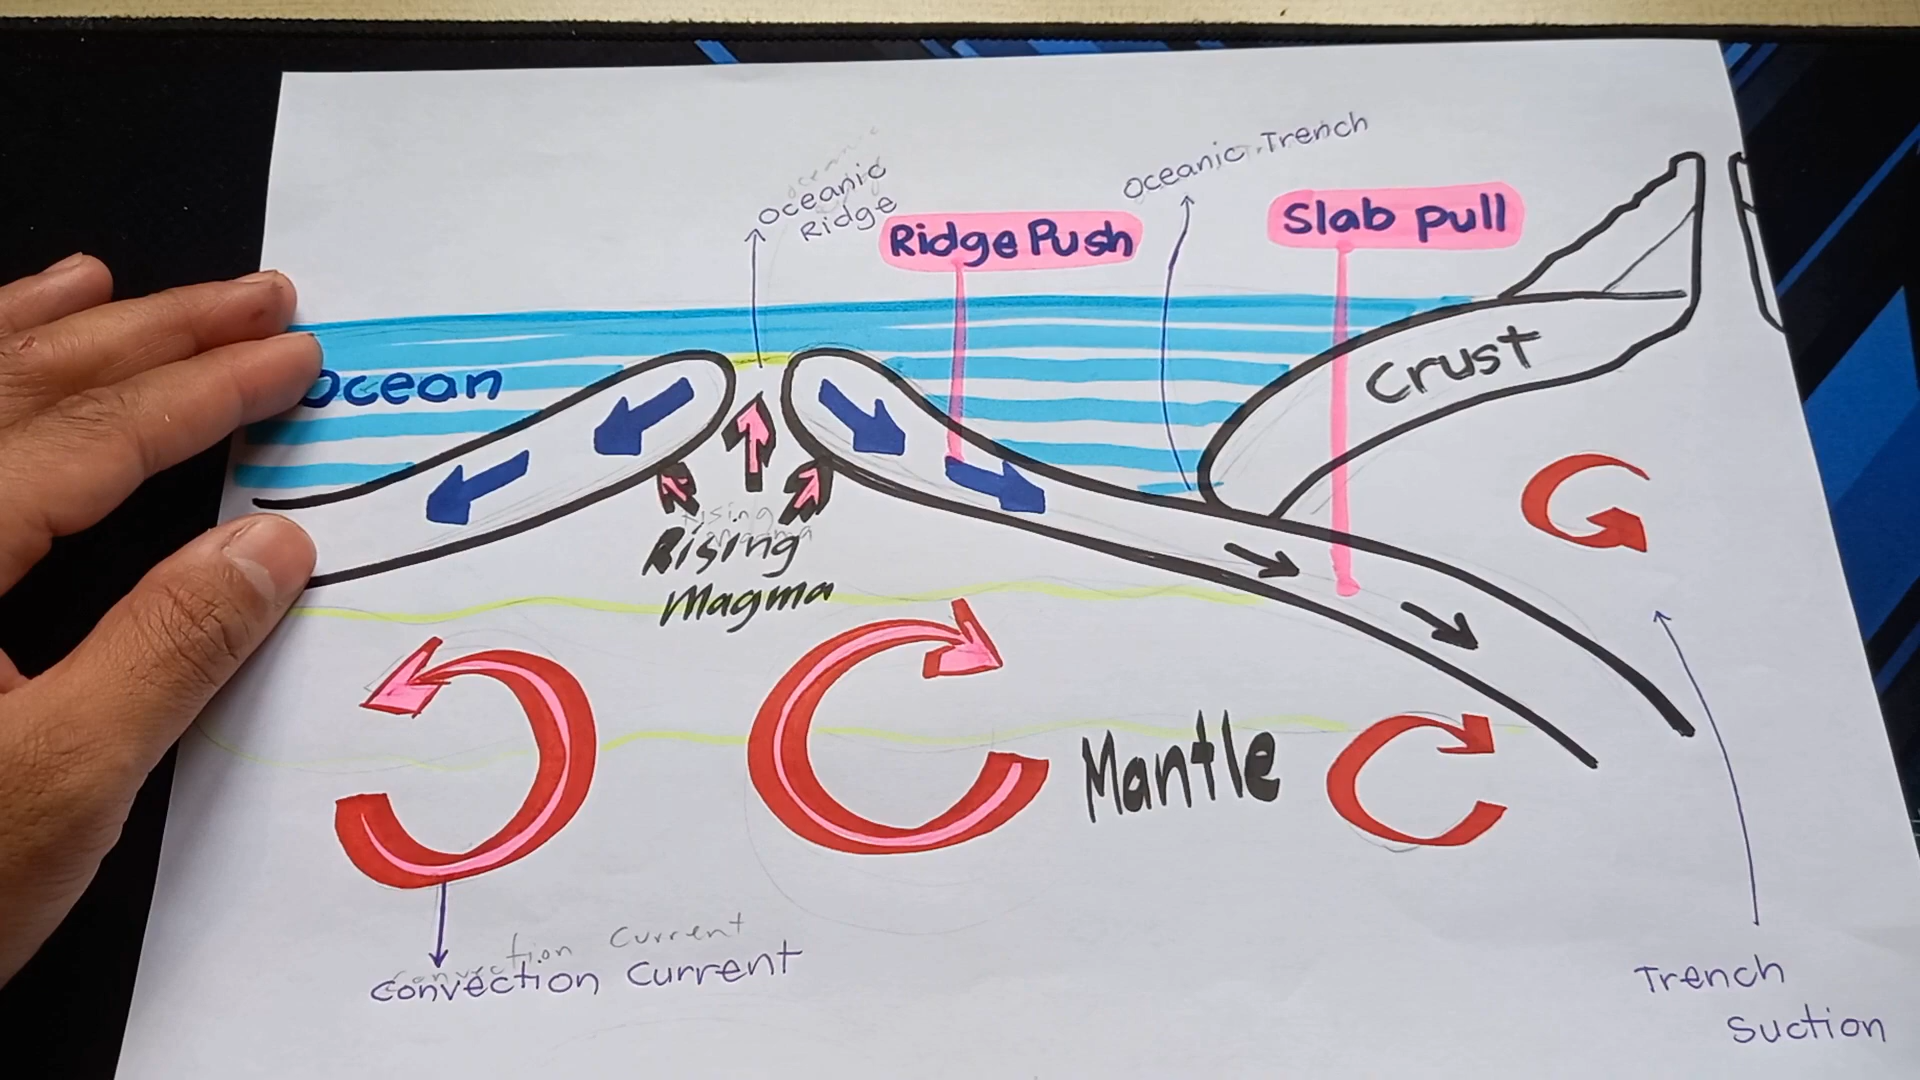 Oceanic
Ridge
Oceanic Trench
Ridge Push
Slab pull
Ocean
Crust
Rising
Magma
Mantle
Convection Current
Convection Current
Trench
Suction